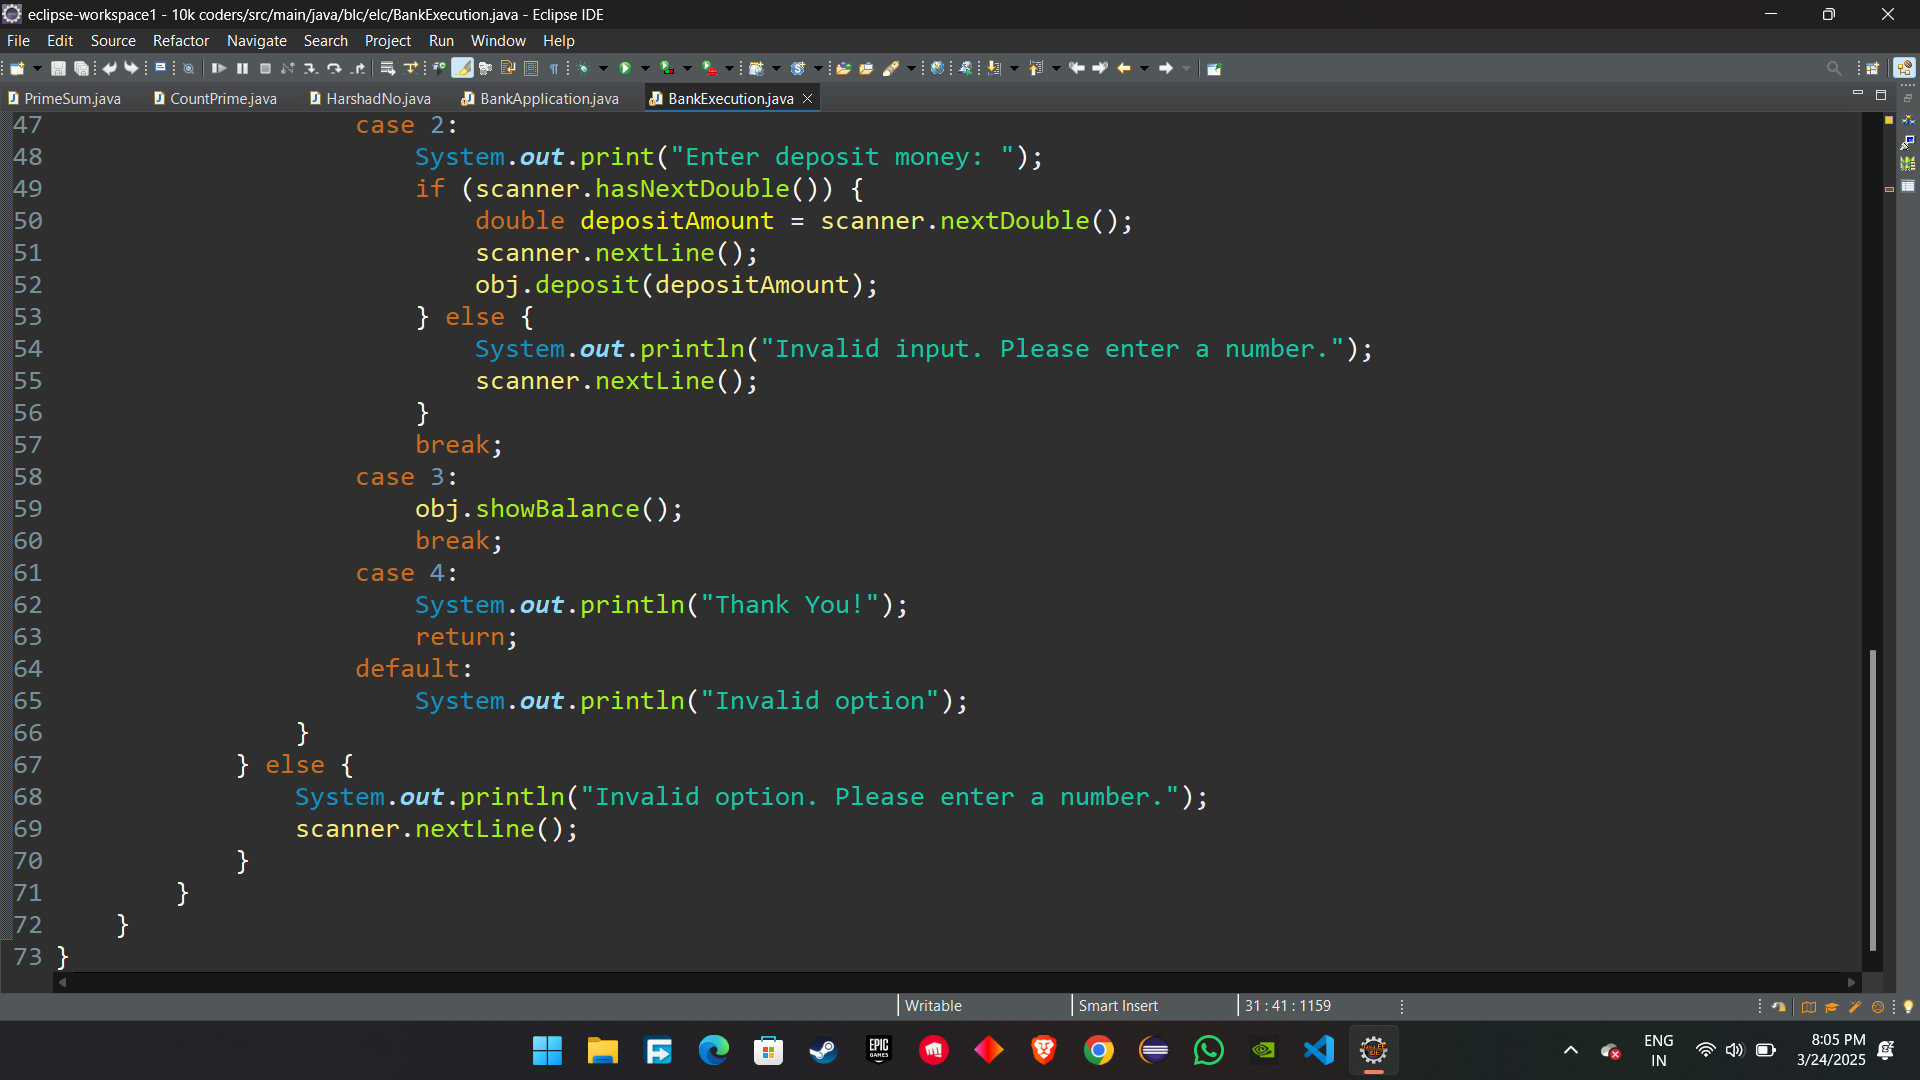 eclipse-workspace1 - 10k coders/src/main/java/blc/elc/BankExecution.java - Eclipse IDE
File Edit Source Refactor Navigate Search Project Run Window Help
PrimeSum.java CountPrime.java HarshadNo.java BankApplication.java BankExecution.java
47 case 2:
48 System.out.print("Enter deposit money: ");
49 if (scanner.hasNextDouble()) {
50 double depositAmount = scanner.nextDouble();
51 scanner.nextLine();
52 obj.deposit(depositAmount);
53 } else {
54 System.out.println("Invalid input. Please enter a number.");
55 scanner.nextLine();
56 }
57 break;
58 case 3:
59 obj.showBalance();
60 break;
61 case 4:
62 System.out.println("Thank You!");
63 return;
64 default:
65 System.out.println("Invalid option");
66 }
67 } else {
68 System.out.println("Invalid option. Please enter a number.");
69 scanner.nextLine();
70 }
71 }
72 }
73 }
Writable Smart Insert 31 : 41 : 1159
EPIC GAMES
ENG
IN
8:05 PM
3/24/2025